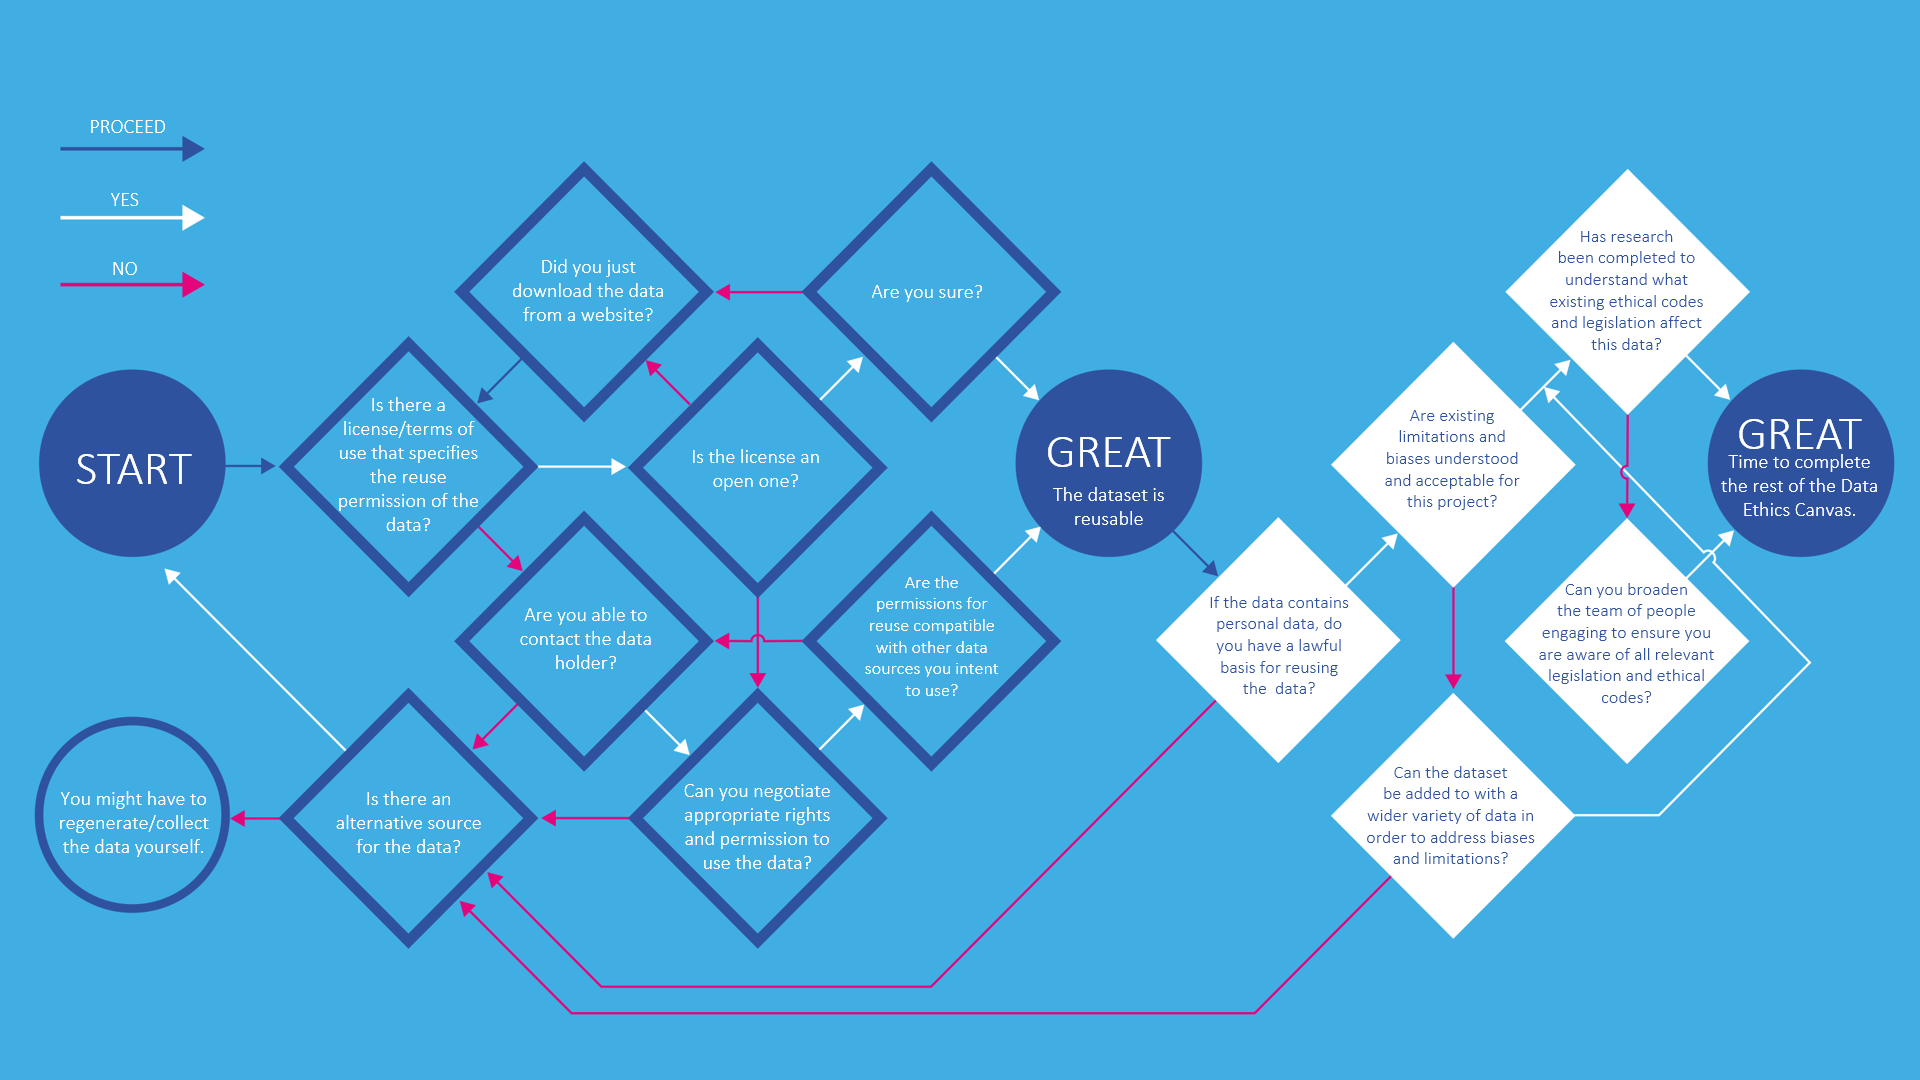 PROCEED
YES
NO
START
Is there a
license/terms of
use that specifies
the reuse
permission of the
data?
Did you just
download the data
from a website?
Are you sure?
Is the license an
open one?
Are you able to
contact the data
holder?
Are the
permissions for
reuse compatible
with other data
sources you intent
to use?
Can you negotiate
appropriate rights
and permission to
use the data?
Is there an
alternative source
for the data?
You might have to
regenerate/collect
the data yourself.
GREAT
The dataset is
reusable
If the data contains
personal data, do
you have a lawful
basis for reusing
the data?
Are existing
limitations and
biases understood
and acceptable for
this project?
Can the dataset
be added to with a
wider variety of data in
order to address biases
and limitations?
Has research
been completed to
understand what
existing ethical codes
and legislation affect
this data?
Can you broaden
the team of people
engaging to ensure you
are aware of all relevant
legislation and ethical
codes?
GREAT
Time to complete
the rest of the Data
Ethics Canvas.